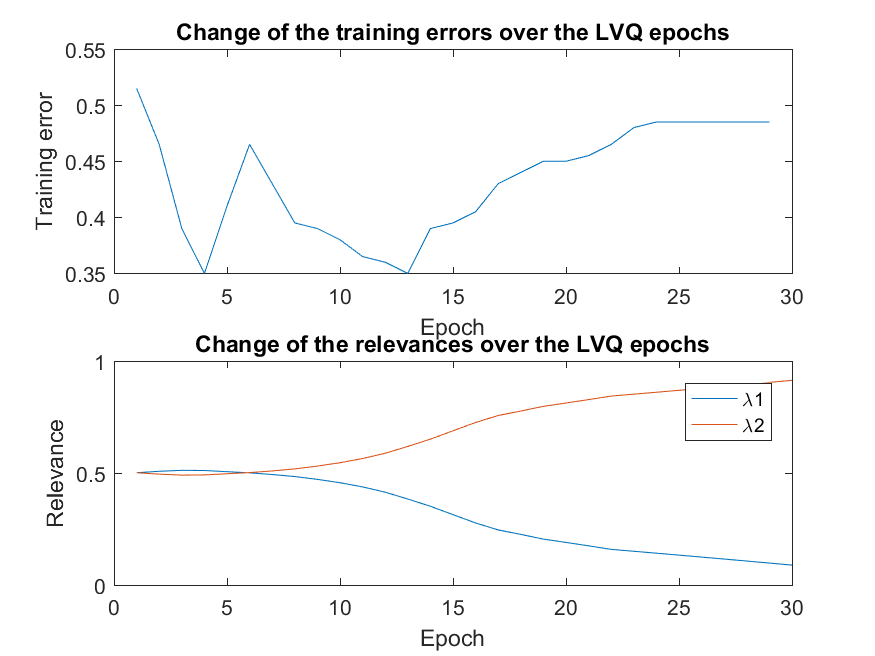 Change of the training errors over the LVQ epochs
0.55
0.5
0.45
0.4
0.35
Training error
0 5 10 15 20 25 30
Epoch
Change of the relevances over the LVQ epochs
1
0.5
0
Relevance
λ1
λ2
0 5 10 15 20 25 30
Epoch